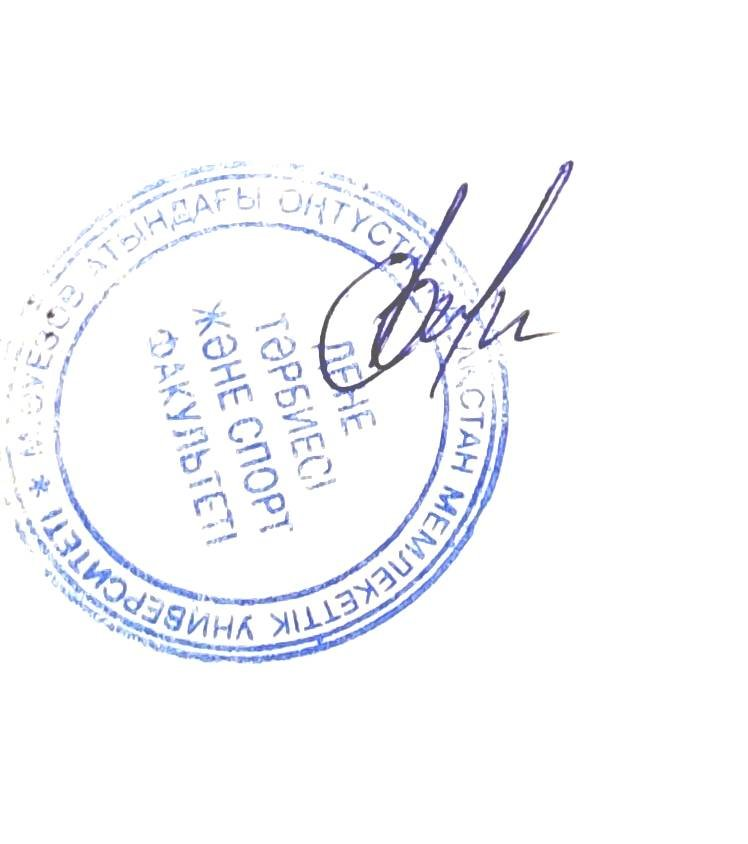 М.ӘУЕЗОВ АТЫНДАҒЫ ОҢТҮСТІК ҚАЗАҚСТАН МЕМЛЕКЕТТІК УНИВЕРСИТЕТІ *
ДЕНЕ
ТӘРБИЕСІ
ЖӘНЕ СПОРТ
ФАКУЛЬТЕТІ